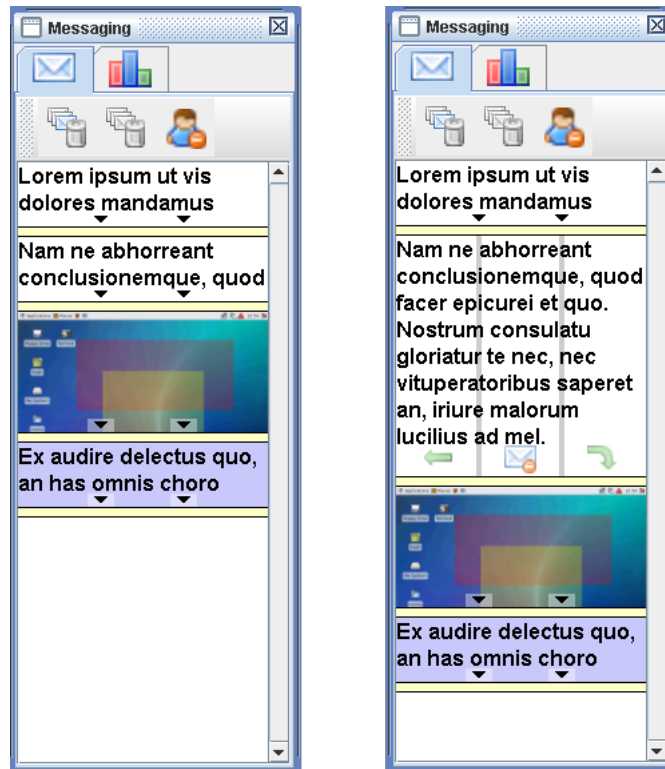 Messaging
Lorem ipsum ut vis
dolores mandamus
Nam ne abhorreant
conclusionemque, quod
Ex audire delectus quo,
an has omnis choro
Messaging
Lorem ipsum ut vis
dolores mandamus
Nam ne abhorreant
conclusionemque, quod
facer epicurei et quo.
Nostrum consulatu
gloriatur te nec, nec
vituperatoribus saperet
an, iriure malorum
lucilius ad mel.
Ex audire delectus quo,
an has omnis choro